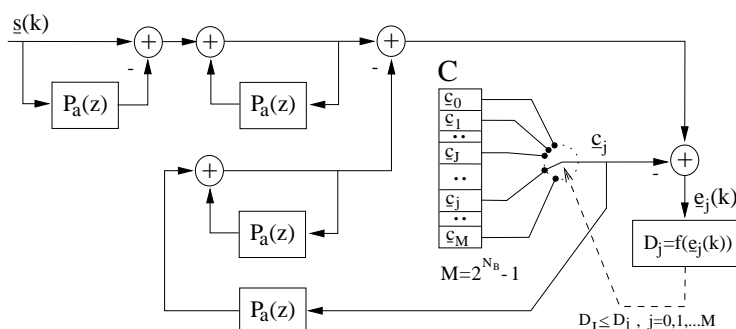 s(k)
+
+
+
-
-
P_a(z)
P_a(z)
C
c_0
c_1
..
c_J
..
c_j
..
c_M
c_j
+
-
+
e_j(k)
P_a(z)
D_j=f(e_j(k))
M=2^{N_B}-1
P_a(z)
D_J≤D_j , j=0,1,...M